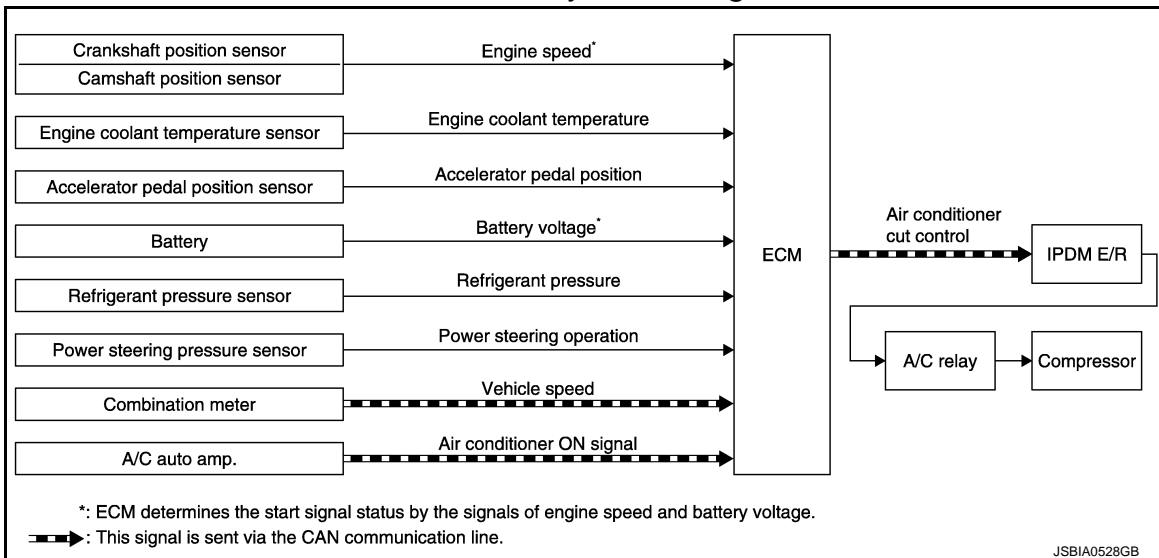 Crankshaft position sensor
Camshaft position sensor
Engine speed*
Engine coolant temperature sensor
Engine coolant temperature
Accelerator pedal position sensor
Accelerator pedal position
Battery
Battery voltage*
Refrigerant pressure sensor
Refrigerant pressure
Power steering pressure sensor
Power steering operation
Combination meter
Vehicle speed
A/C auto amp.
Air conditioner ON signal
ECM
Air conditioner
cut control
IPDM E/R
A/C relay
Compressor
*: ECM determines the start signal status by the signals of engine speed and battery voltage.
: This signal is sent via the CAN communication line.
JSBIA0528GB